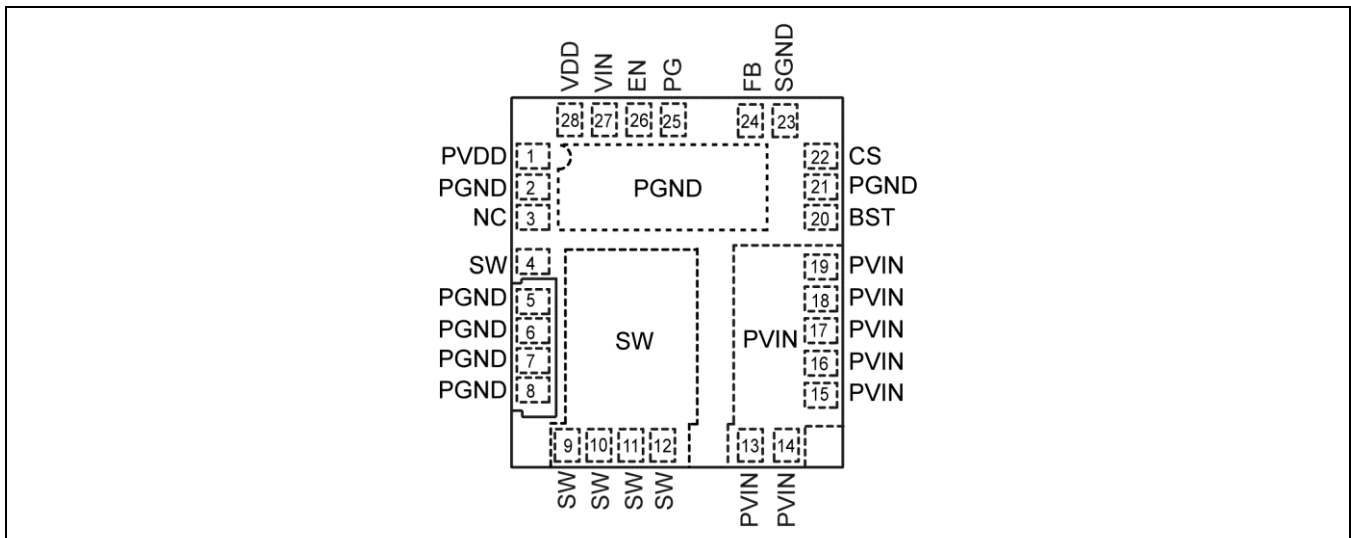 VDD VIN EN PG FB SGND
28 27 26 25 24 23
PVDD 1 22 CS
PGND 2 PGND 21 PGND
NC 3 20 BST
SW 4 19 PVIN
PGND 5 18 PVIN
PGND 6 SW PVIN 17 PVIN
PGND 7 16 PVIN
PGND 8 15 PVIN
9 10 11 12 13 14
SW SW SW SW PVIN PVIN